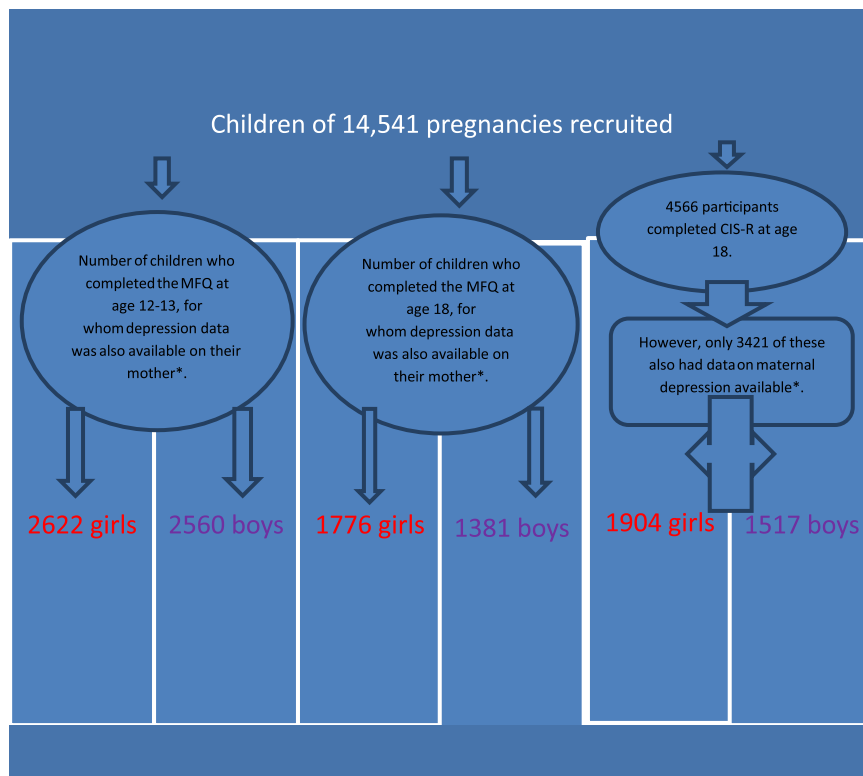 Children of 14,541 pregnancies recruited
Number of children who
completed the MFQ at
age 12-13, for
whom depression data
was also available on their
mother*.
2622 girls
2560 boys
Number of children who
completed the MFQ at
age 18, for
whom depression data
was also available on
their mother*.
1776 girls
1381 boys
4566 participants
completed CIS-R at age
18.
However, only 3421 of these
also had data on maternal
depression available*.
1904 girls
1517 boys